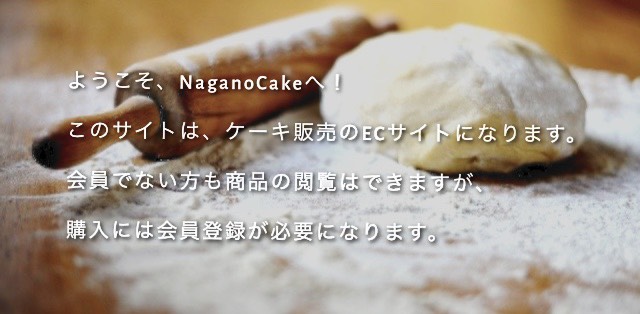 ようこそ、NaganoCakeへ！
このサイトは、ケーキ販売のECサイトになります。
会員でない方も商品の閲覧はできますが、
購入には会員登録が必要になります。